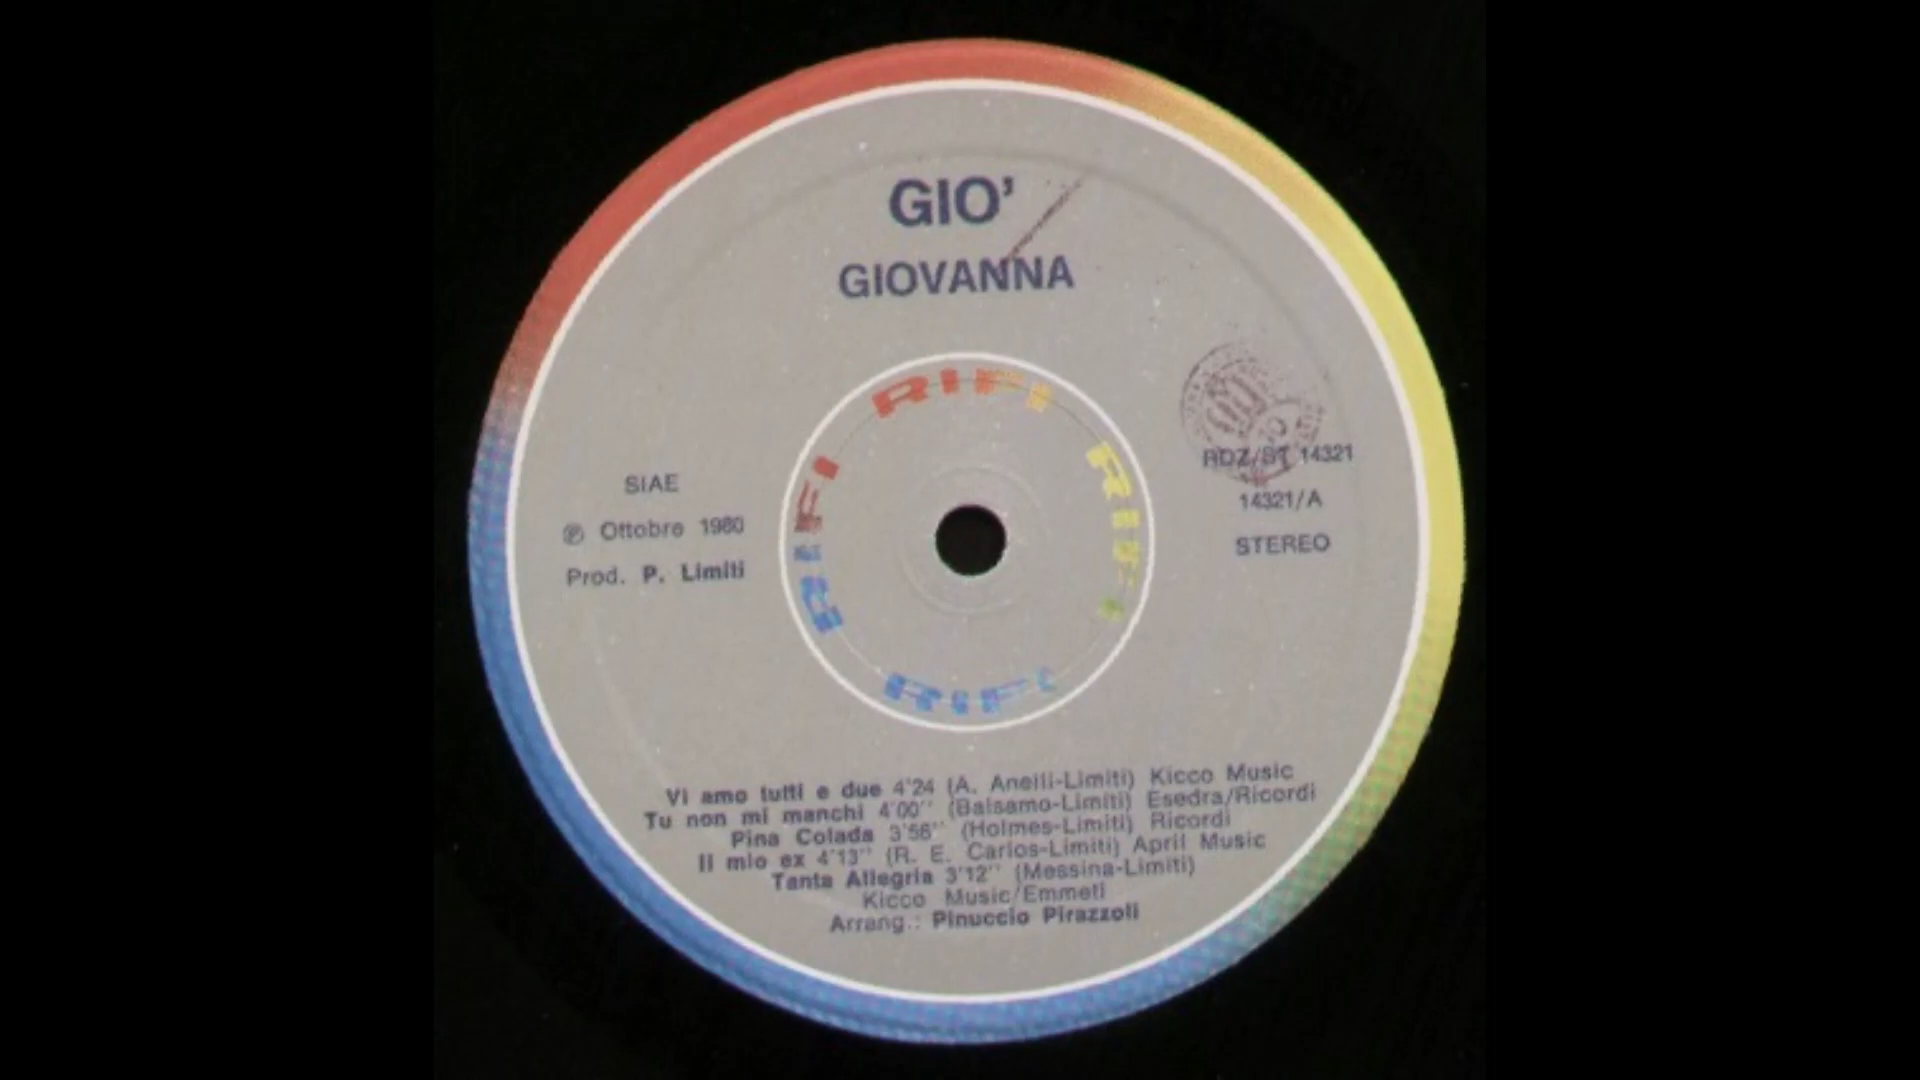 GIO'
GIOVANNA
RIFI
RIFI
RIFI
RIFI
SIAE
℗ Ottobre 1980
Prod. P. Limiti
RDZ/ST 14321
14321/A
STEREO
Vi amo tutti e due 4'24 (A. Anelli-Limiti) Kicco Music
Tu non mi manchi 4'00'' (Balsamo-Limiti) Esedra/Ricordi
Pina Colada 3'56'' (Holmes-Limiti) Ricordi
Il mio ex 4'13'' (R. E. Carlos-Limiti) April Music
Tanta Allegria 3'12'' (Messina-Limiti)
Kicco Music/Emmeti
Arrang.: Pinuccio Pirazzoli